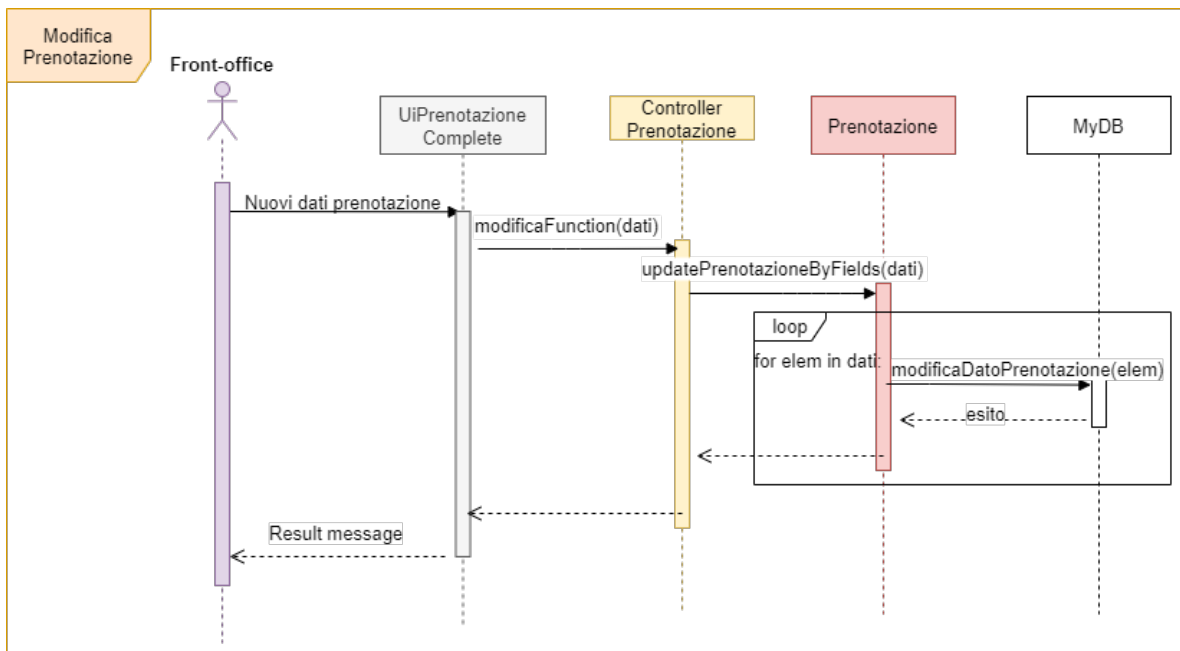 Modifica
Prenotazione
Front-office
UiPrenotazione
Complete
Controller
Prenotazione
Prenotazione
MyDB
Nuovi dati prenotazione
modificaFunction(dati)
updatePrenotazioneByFields(dati)
loop
for elem in dati:
modificaDatoPrenotazione(elem)
esito
Result message